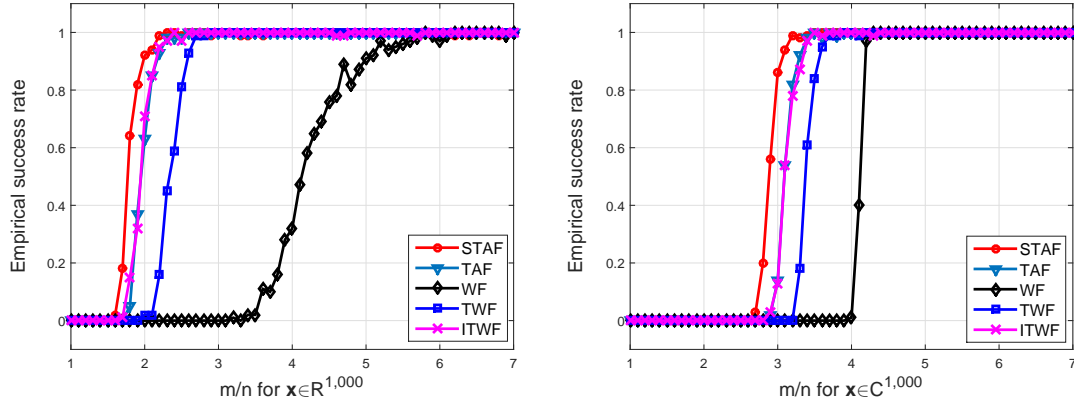 Empirical success rate
1
0.8
0.6
0.4
0.2
0
1 2 3 4 5 6 7
m/n for x∈R^1,000
STAF
TAF
WF
TWF
ITWF
Empirical success rate
1
0.8
0.6
0.4
0.2
0
1 2 3 4 5 6 7
m/n for x∈C^1,000
STAF
TAF
WF
TWF
ITWF